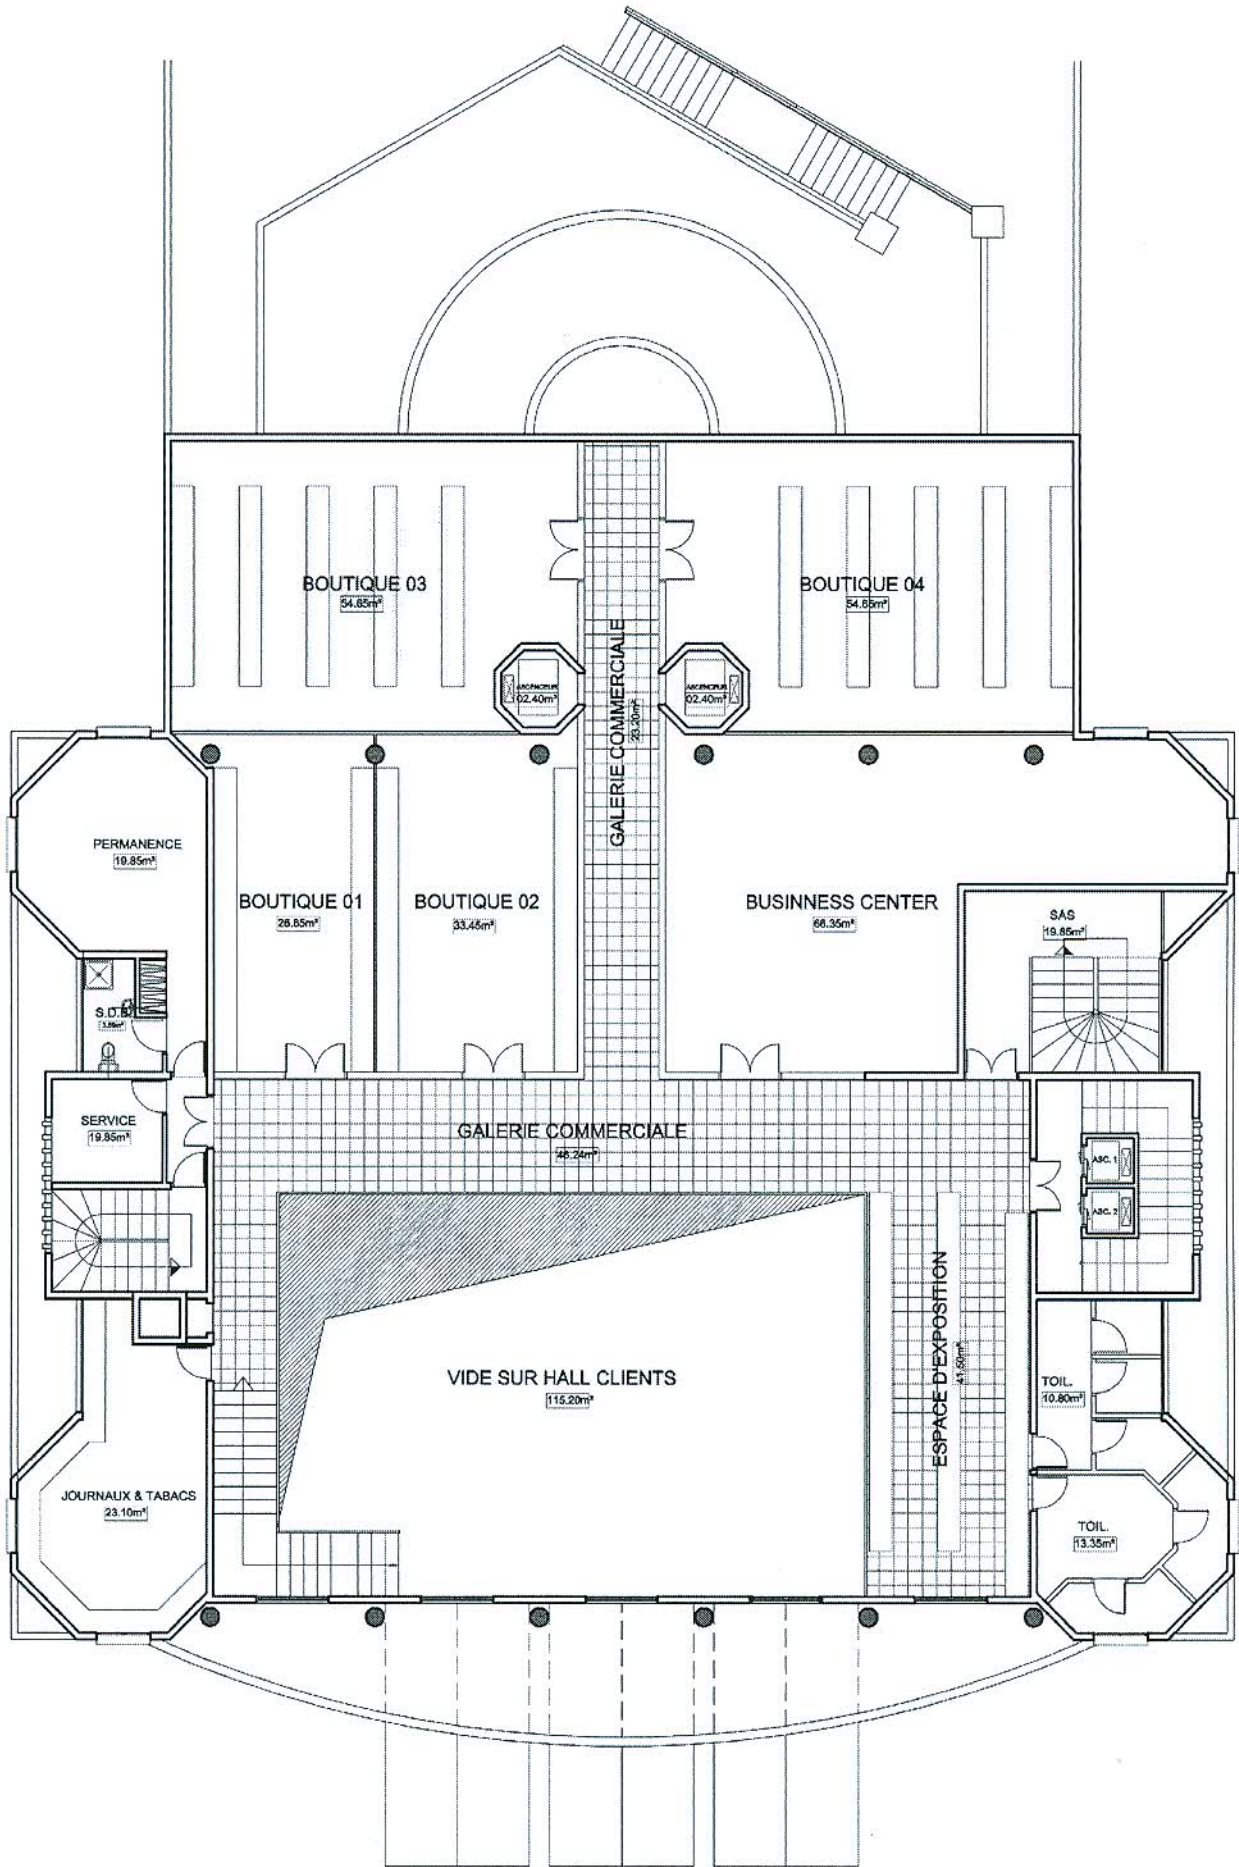 BOUTIQUE 03
54.65m²
BOUTIQUE 04
54.65m²
ASCENCEUR
02.40m²
ASCENCEUR
02.40m²
GALERIE COMMERCIALE
23.20m²
PERMANENCE
19.85m²
BOUTIQUE 01
26.85m²
BOUTIQUE 02
33.45m²
BUSINNESS CENTER
66.35m²
SAS
19.85m²
S.D.B.
SERVICE
19.85m²
GALERIE COMMERCIALE
46.24m²
ASC. 1
ASC. 2
ESPACE D'EXPOSITION
41.50m²
VIDE SUR HALL CLIENTS
115.20m²
TOIL.
10.80m²
JOURNAUX & TABACS
23.10m²
TOIL.
13.35m²